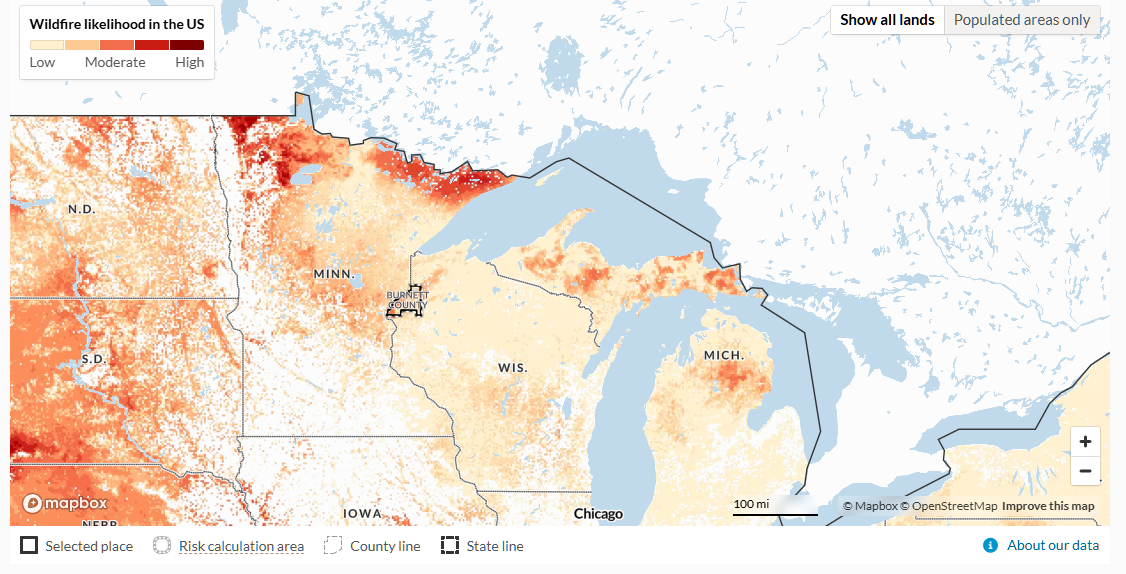 Wildfire likelihood in the US
Low Moderate High
Show all lands Populated areas only
N.D.
MINN.
BURNETT
COUNTY
S.D.
WIS.
MICH.
+
−
mapbox
100 mi
© Mapbox © OpenStreetMap Improve this map
IOWA
Chicago
NEBR
Selected place Risk calculation area County line State line
About our data